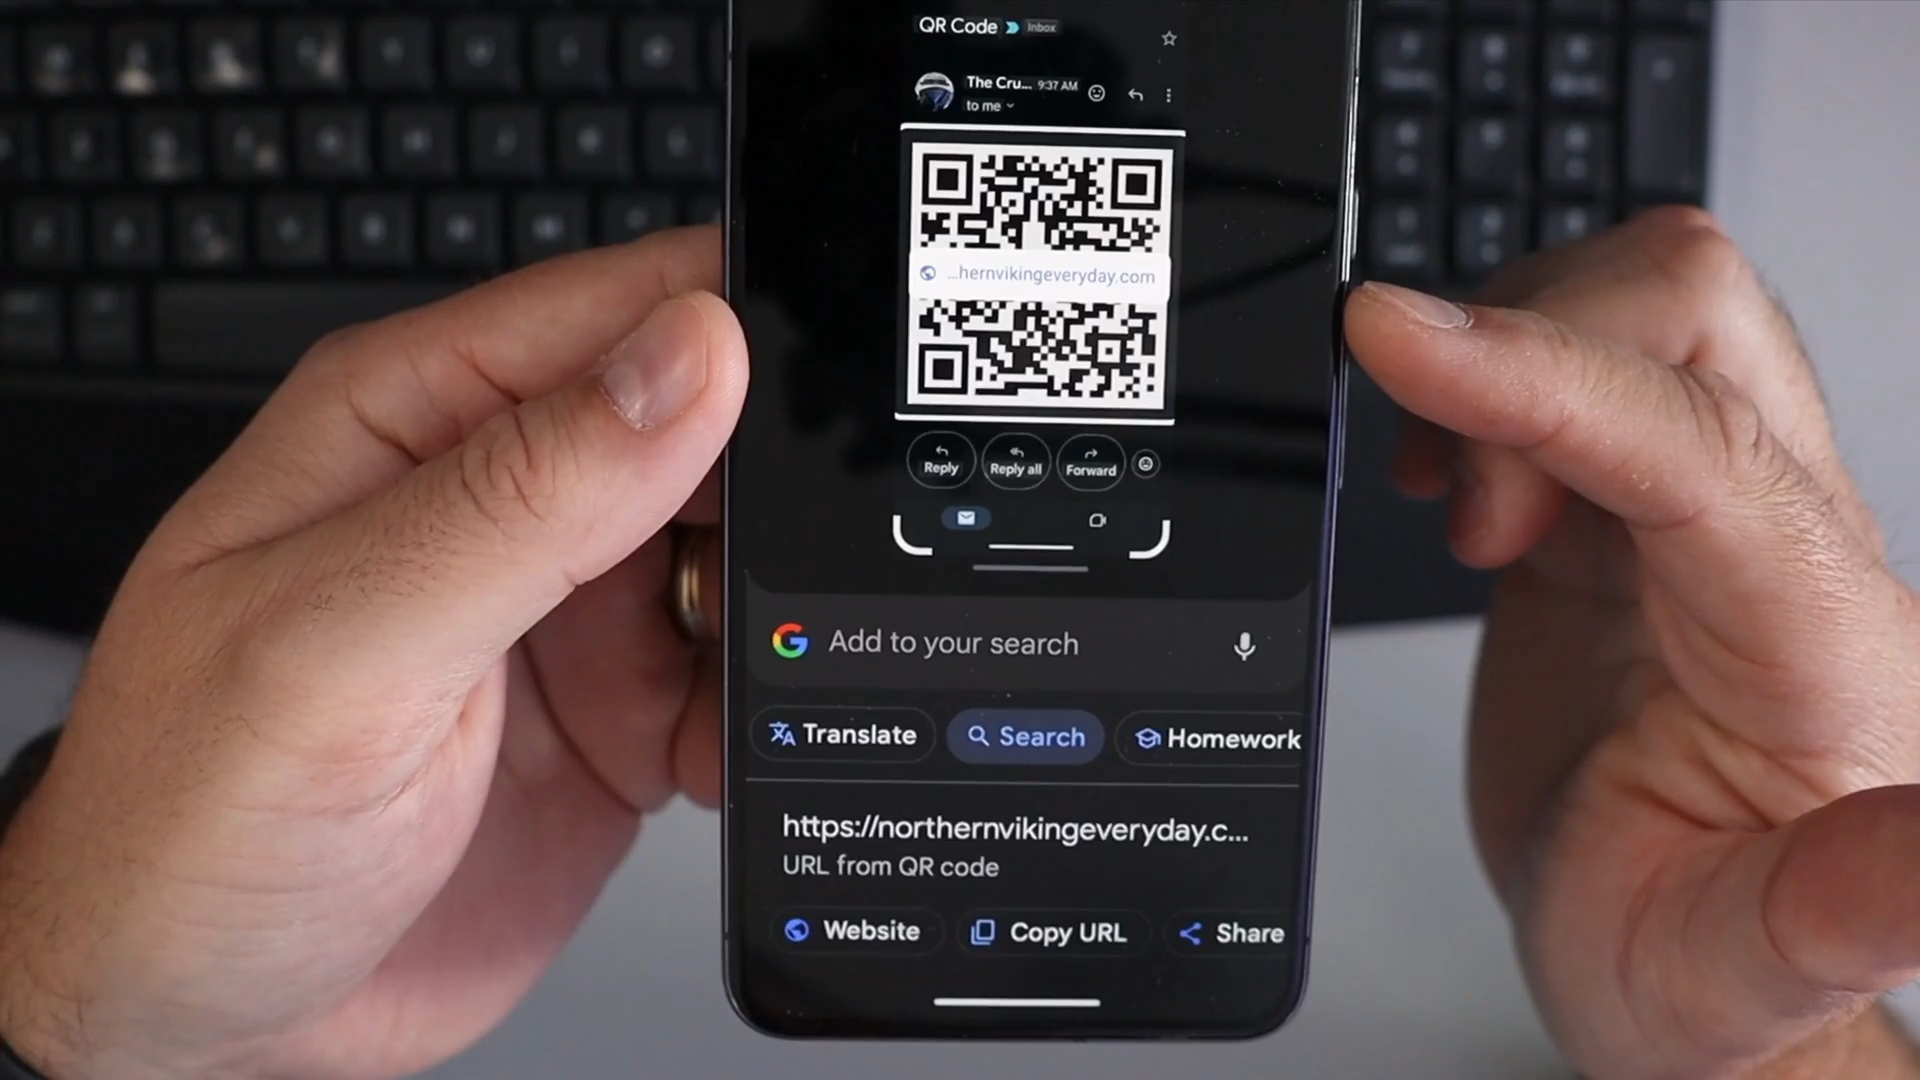 QR Code Inbox
The Cru... 9:37 AM
to me
...hernvikingeveryday.com
Reply Reply all Forward
Add to your search
Translate Search Homework
https://northernvikingeveryday.c...
URL from QR code
Website Copy URL Share